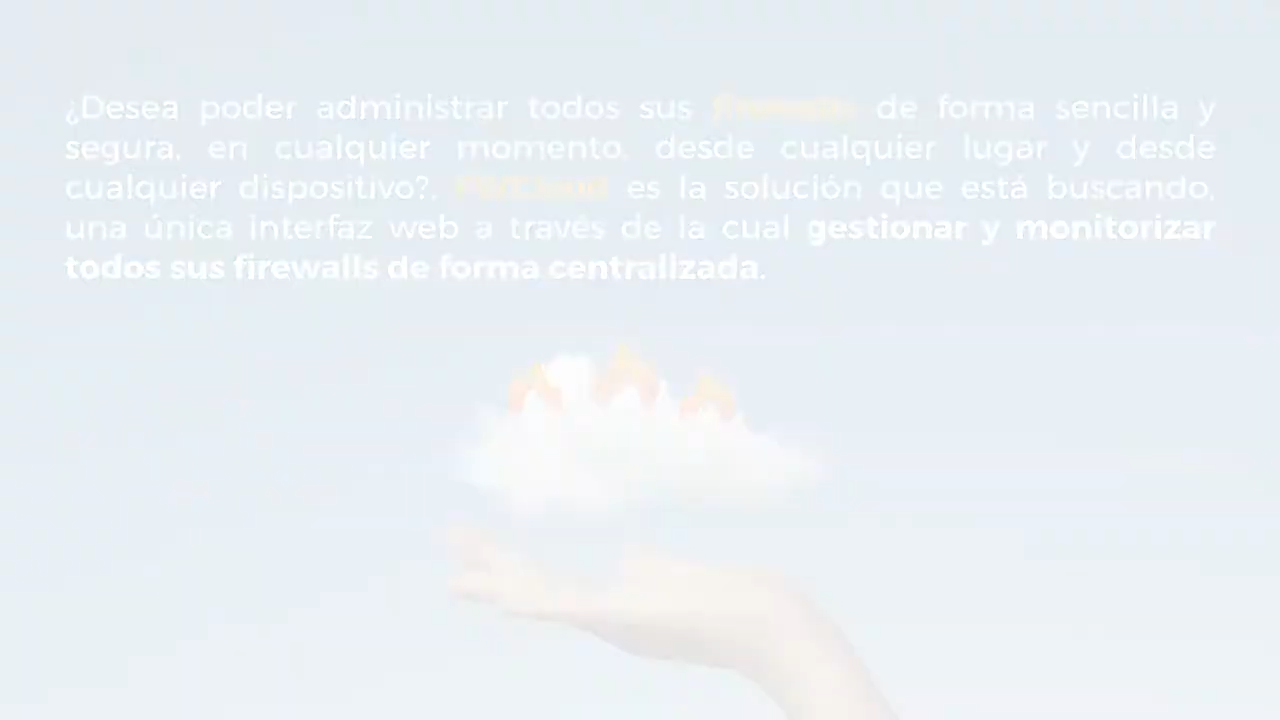 ¿Desea poder administrar todos sus firewalls de forma sencilla y
segura, en cualquier momento, desde cualquier lugar y desde
cualquier dispositivo?, FWCloud es la solución que está buscando,
una única interfaz web a través de la cual gestionar y monitorizar
todos sus firewalls de forma centralizada.